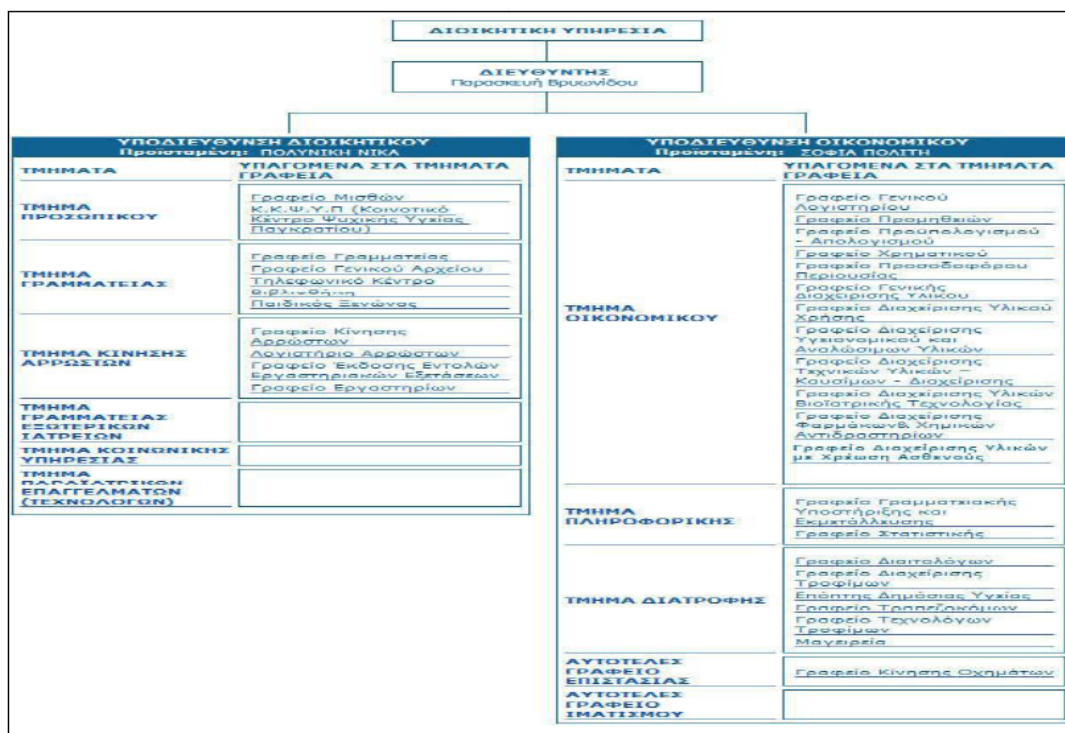 ΔΙΟΙΚΗΤΙΚΗ ΥΠΗΡΕΣΙΑ
ΔΙΕΥΘΥΝΤΗΣ
Παρασκευή Βρυωνίδου
ΥΠΟΔΙΕΥΘΥΝΣΗ ΔΙΟΙΚΗΤΙΚΟΥ
Προϊσταμένη: ΠΟΛΥΝΙΚΗ ΝΙΚΑ
ΤΜΗΜΑΤΑ
ΥΠΑΓΟΜΕΝΑ ΣΤΑ ΤΜΗΜΑΤΑ
ΓΡΑΦΕΙΑ
ΤΜΗΜΑ
ΠΡΟΣΩΠΙΚΟΥ
Γραφείο Μισθών
Κ.Κ.Ψ.Υ.Π (Κοινοτικό
Κέντρο Ψυχικής Υγείας
Παγκρατίου)
ΤΜΗΜΑ
ΓΡΑΜΜΑΤΕΙΑΣ
Γραφείο Γραμματείας
Γραφείο Γενικού Αρχείου
Τηλεφωνικό Κέντρο
Βιβλιοθήκη
Παιδικός Ξενώνας
ΤΜΗΜΑ ΚΙΝΗΣΗΣ
ΑΡΡΩΣΤΩΝ
Γραφείο Κίνησης
Αρρώστων
Λογιστήριο Αρρώστων
Γραφείο Έκδοσης Εντολών
Εργαστηριακών Εξετάσεων
Γραφείο Εργαστηρίων
ΤΜΗΜΑ
ΓΡΑΜΜΑΤΕΙΑΣ
ΕΞΩΤΕΡΙΚΩΝ
ΙΑΤΡΕΙΩΝ
ΤΜΗΜΑ ΚΟΙΝΩΝΙΚΗΣ
ΥΠΗΡΕΣΙΑΣ
ΤΜΗΜΑ
ΠΑΡΑΪΑΤΡΙΚΩΝ
ΕΠΑΓΓΕΛΜΑΤΩΝ
(ΤΕΧΝΟΛΟΓΩΝ)
ΥΠΟΔΙΕΥΘΥΝΣΗ ΟΙΚΟΝΟΜΙΚΟΥ
Προϊσταμένη: ΣΟΦΙΑ ΠΟΛΙΤΗ
ΤΜΗΜΑΤΑ
ΥΠΑΓΟΜΕΝΑ ΣΤΑ ΤΜΗΜΑΤΑ
ΓΡΑΦΕΙΑ
ΤΜΗΜΑ
ΟΙΚΟΝΟΜΙΚΟΥ
Γραφείο Γενικού
Λογιστηρίου
Γραφείο Προμηθειών
Γραφείο Προϋπολογισμού
- Απολογισμού
Γραφείο Χρηματικού
Γραφείο Προσοδοφόρου
Περιουσίας
Γραφείο Γενικής
Διαχείρισης Υλικού
Γραφείο Διαχείρισης Υλικού
Χρήσης
Γραφείο Διαχείρισης
Υγειονομικού και
Αναλώσιμων Υλικών
Γραφείο Διαχείρισης
Τεχνικών Υλικών –
Καυσίμων - Διαχείρισης
Γραφείο Διαχείρισης Υλικών
Βιοϊατρικής Τεχνολογίας
Γραφείο Διαχείρισης
Φαρμάκων& Χημικών
Αντιδραστηρίων
Γραφείο Διαχείρισης Υλικών
με Χρέωση Ασθενούς
ΤΜΗΜΑ
ΠΛΗΡΟΦΟΡΙΚΗΣ
Γραφείο Γραμματειακής
Υποστήριξης και
Εκμετάλλευσης
Γραφείο Στατιστικής
ΤΜΗΜΑ ΔΙΑΤΡΟΦΗΣ
Γραφείο Διαιτολόγων
Γραφείο Διαχείρισης
Τροφίμων
Επόπτης Δημόσιας Υγείας
Γραφείο Τραπεζοκόμων
Γραφείο Τεχνολόγων
Τροφίμων
Μαγειρεία
ΑΥΤΟΤΕΛΕΣ
ΓΡΑΦΕΙΟ
ΕΠΙΣΤΑΣΙΑΣ
Γραφείο Κίνησης Οχημάτων
ΑΥΤΟΤΕΛΕΣ
ΓΡΑΦΕΙΟ
ΙΜΑΤΙΣΜΟΥ